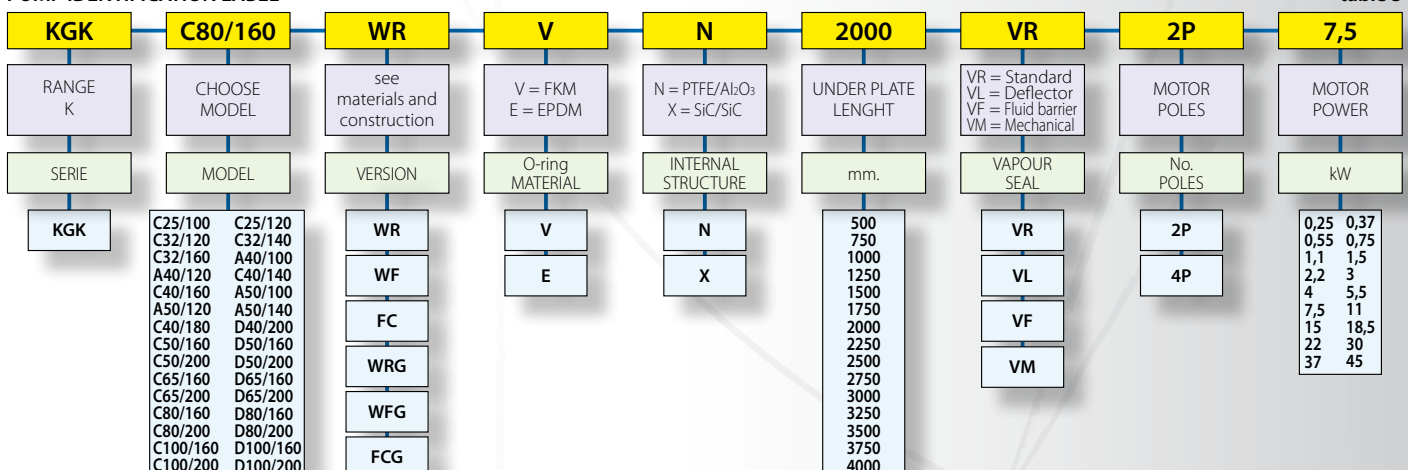 PUMP IDENTIFICATION LABEL
KGK C80/160 WR V N 2000 VR 2P 7,5
RANGE
K
CHOOSE
MODEL
see
materials and
construction
V = FKM
E = EPDM
N = PTFE/Al2O3
X = SiC/SiC
UNDER PLATE
LENGHT
VR = Standard
VL = Deflector
VF = Fluid barrier
VM = Mechanical
MOTOR
POLES
MOTOR
POWER
SERIE
MODEL
VERSION
O-ring
MATERIAL
INTERNAL
STRUCTURE
mm.
VAPOUR
SEAL
No.
POLES
kW
KGK
C25/100 C25/120
C32/120 C32/140
C32/160 A40/100
A40/120 C40/140
C40/160 A50/100
A50/120 A50/140
C40/180 D40/200
C50/160 D50/160
C50/200 D50/200
C65/160 D65/160
C65/200 D65/200
C80/160 D80/160
C80/200 D80/200
C100/160 D100/160
C100/200 D100/200
WR
WF
FC
WRG
WFG
FCG
V
E
N
X
500
750
1000
1250
1500
1750
2000
2250
2500
2750
3000
3250
3500
3750
4000
VR
VL
VF
VM
2P
4P
0,25 0,37
0,55 0,75
1,1 1,5
2,2 3
4 5,5
7,5 11
15 18,5
22 30
37 45